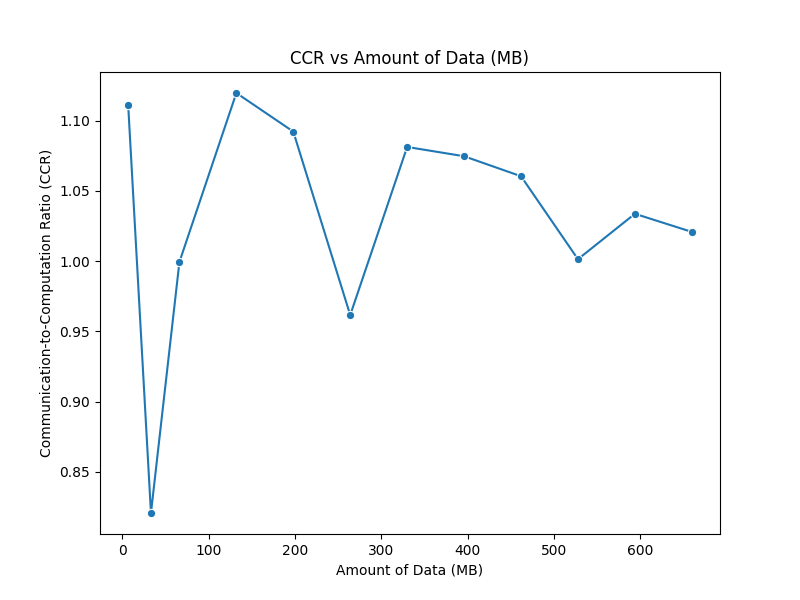 CCR vs Amount of Data (MB)
Communication-to-Computation Ratio (CCR)
1.10
1.05
1.00
0.95
0.90
0.85
0 100 200 300 400 500 600
Amount of Data (MB)